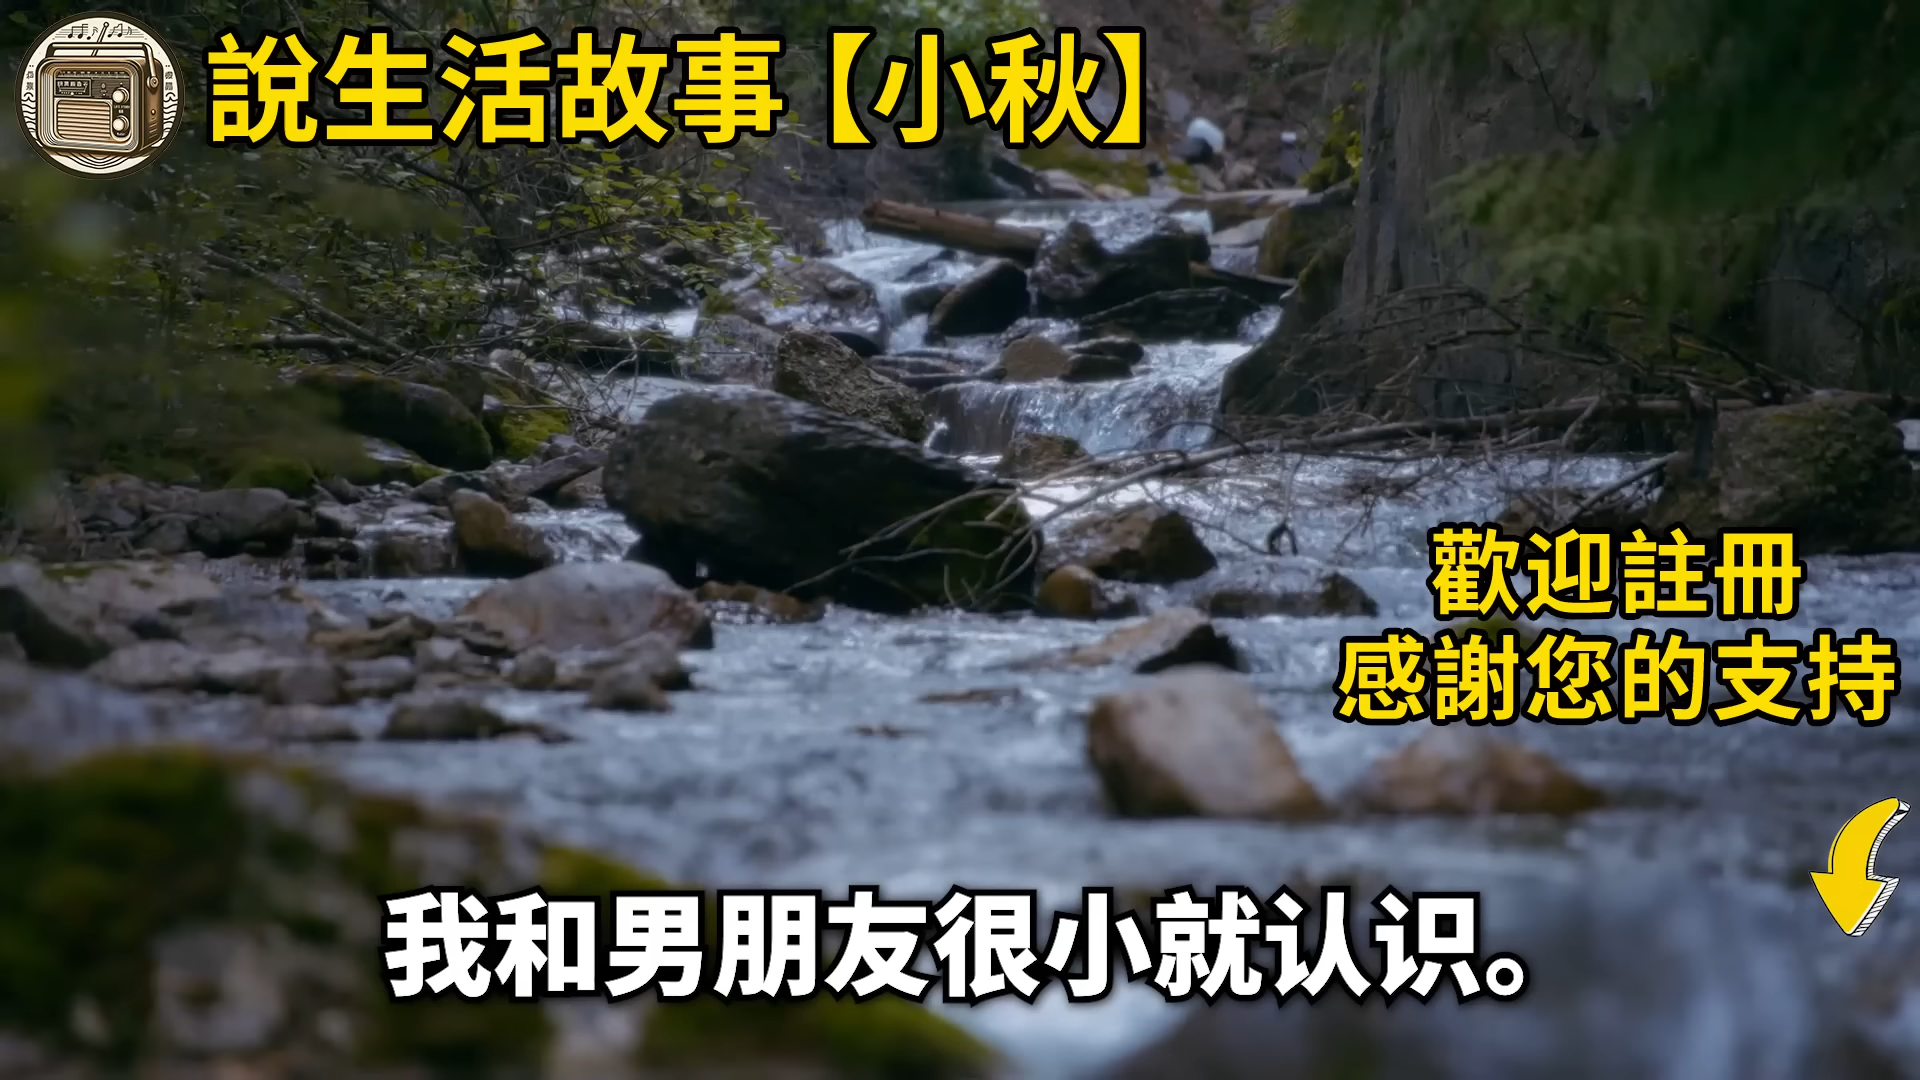 說生活故事【小秋】
歡迎註冊
感謝您的支持
我和男朋友很小就认识。